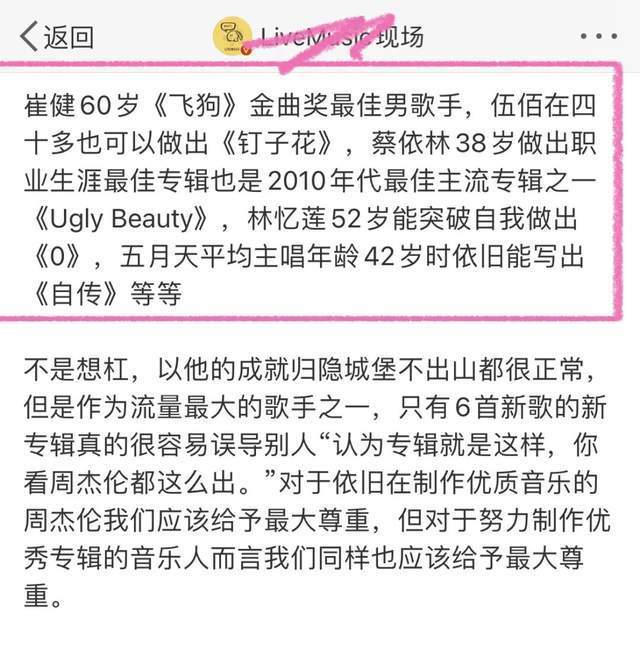 返回
LiveMusic现场
崔健60岁《飞狗》金曲奖最佳男歌手，伍佰在四
十多也可以做出《钉子花》，蔡依林38岁做出职
业生涯最佳专辑也是2010年代最佳主流专辑之一
《Ugly Beauty》，林忆莲52岁能突破自我做出
《0》，五月天平均主唱年龄42岁时依旧能写出
《自传》等等
不是想杠，以他的成就归隐城堡不出山都很正常，
但是作为流量最大的歌手之一，只有6首新歌的新
专辑真的很容易误导别人“认为专辑就是这样，你
看周杰伦都这么出。”对于依旧在制作优质音乐的
周杰伦我们应该给予最大尊重，但对于努力制作优
秀专辑的音乐人而言我们同样也应该给予最大尊
重。